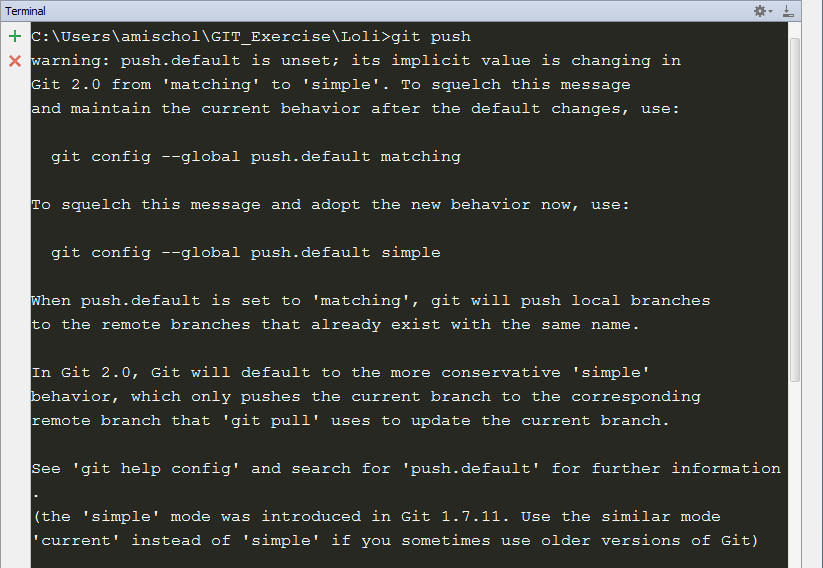 Terminal
C:\Users\amischol\GIT_Exercise\Loli>git push
warning: push.default is unset; its implicit value is changing in
Git 2.0 from 'matching' to 'simple'. To squelch this message
and maintain the current behavior after the default changes, use:
  git config --global push.default matching
To squelch this message and adopt the new behavior now, use:
  git config --global push.default simple
When push.default is set to 'matching', git will push local branches
to the remote branches that already exist with the same name.
In Git 2.0, Git will default to the more conservative 'simple'
behavior, which only pushes the current branch to the corresponding
remote branch that 'git pull' uses to update the current branch.
See 'git help config' and search for 'push.default' for further information
.
(the 'simple' mode was introduced in Git 1.7.11. Use the similar mode
'current' instead of 'simple' if you sometimes use older versions of Git)